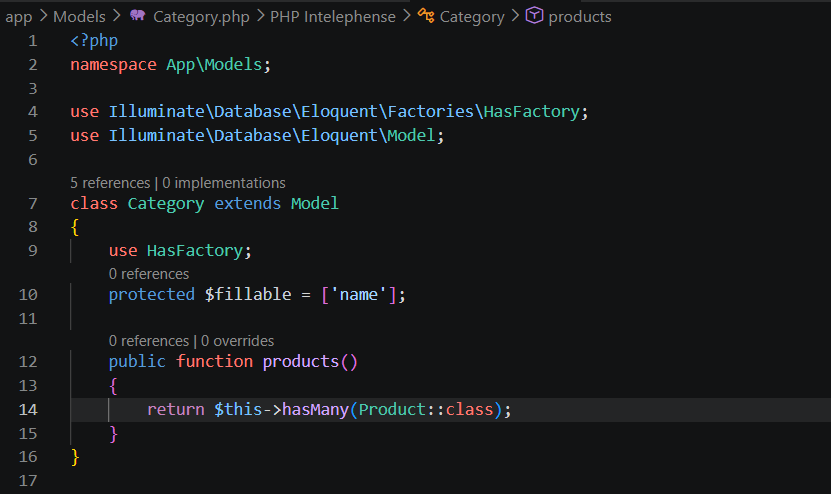 app > Models > Category.php > PHP Intelephense > Category > products
1 <?php
2 namespace App\Models;
3
4 use Illuminate\Database\Eloquent\Factories\HasFactory;
5 use Illuminate\Database\Eloquent\Model;
6
5 references | 0 implementations
7 class Category extends Model
8 {
9     use HasFactory;
0 references
10     protected $fillable = ['name'];
11
0 references | 0 overrides
12     public function products()
13     {
14         return $this->hasMany(Product::class);
15     }
16 }
17